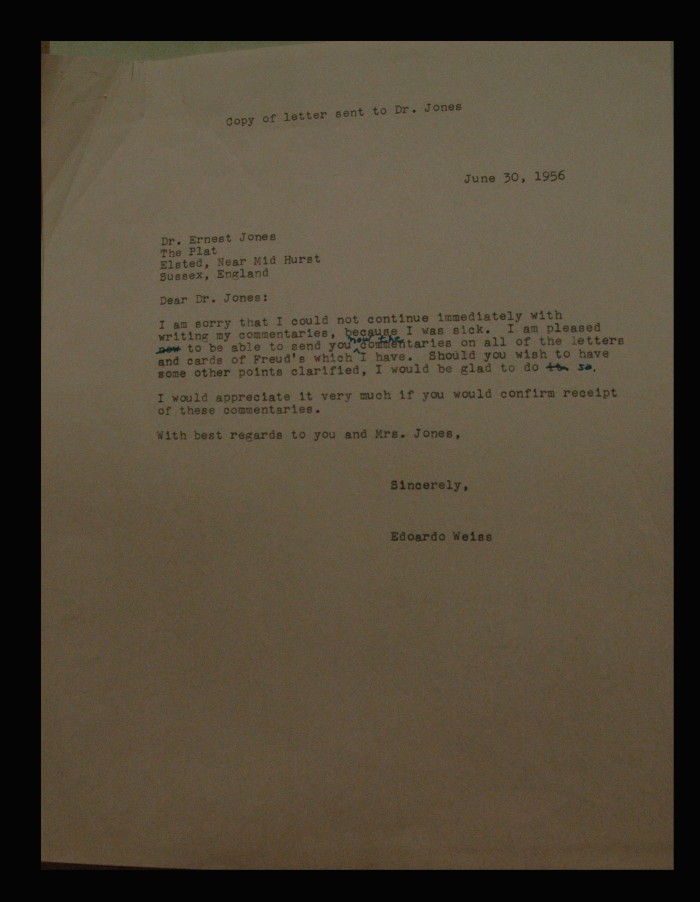 Copy of letter sent to Dr. Jones
June 30, 1956
Dr. Ernest Jones
The Plat
Elsted, Near Mid Hurst
Sussex, England
Dear Dr. Jones:
I am sorry that I could not continue immediately with
writing my commentaries, because I was sick. I am pleased
now to be able to send you now the commentaries on all of the letters
and cards of Freud's which I have. Should you wish to have
some other points clarified, I would be glad to do it. so.
I would appreciate it very much if you would confirm receipt
of these commentaries.
With best regards to you and Mrs. Jones,
Sincerely,
Edoardo Weiss